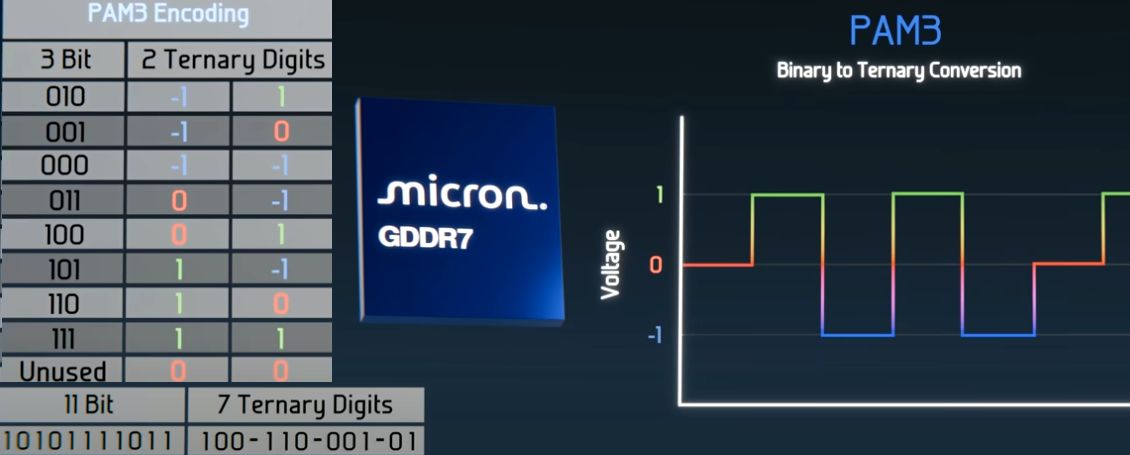 PAM3 Encoding
3 Bit 2 Ternary Digits
010 -1 1
001 -1 0
000 -1 -1
011 0 -1
100 0 1
101 1 -1
110 1 0
111 1 1
Unused 0 0
11 Bit 7 Ternary Digits
10101111011 100-110-001-01
micron.
GDDR7
PAM3
Binary to Ternary Conversion
Voltage
1
0
-1